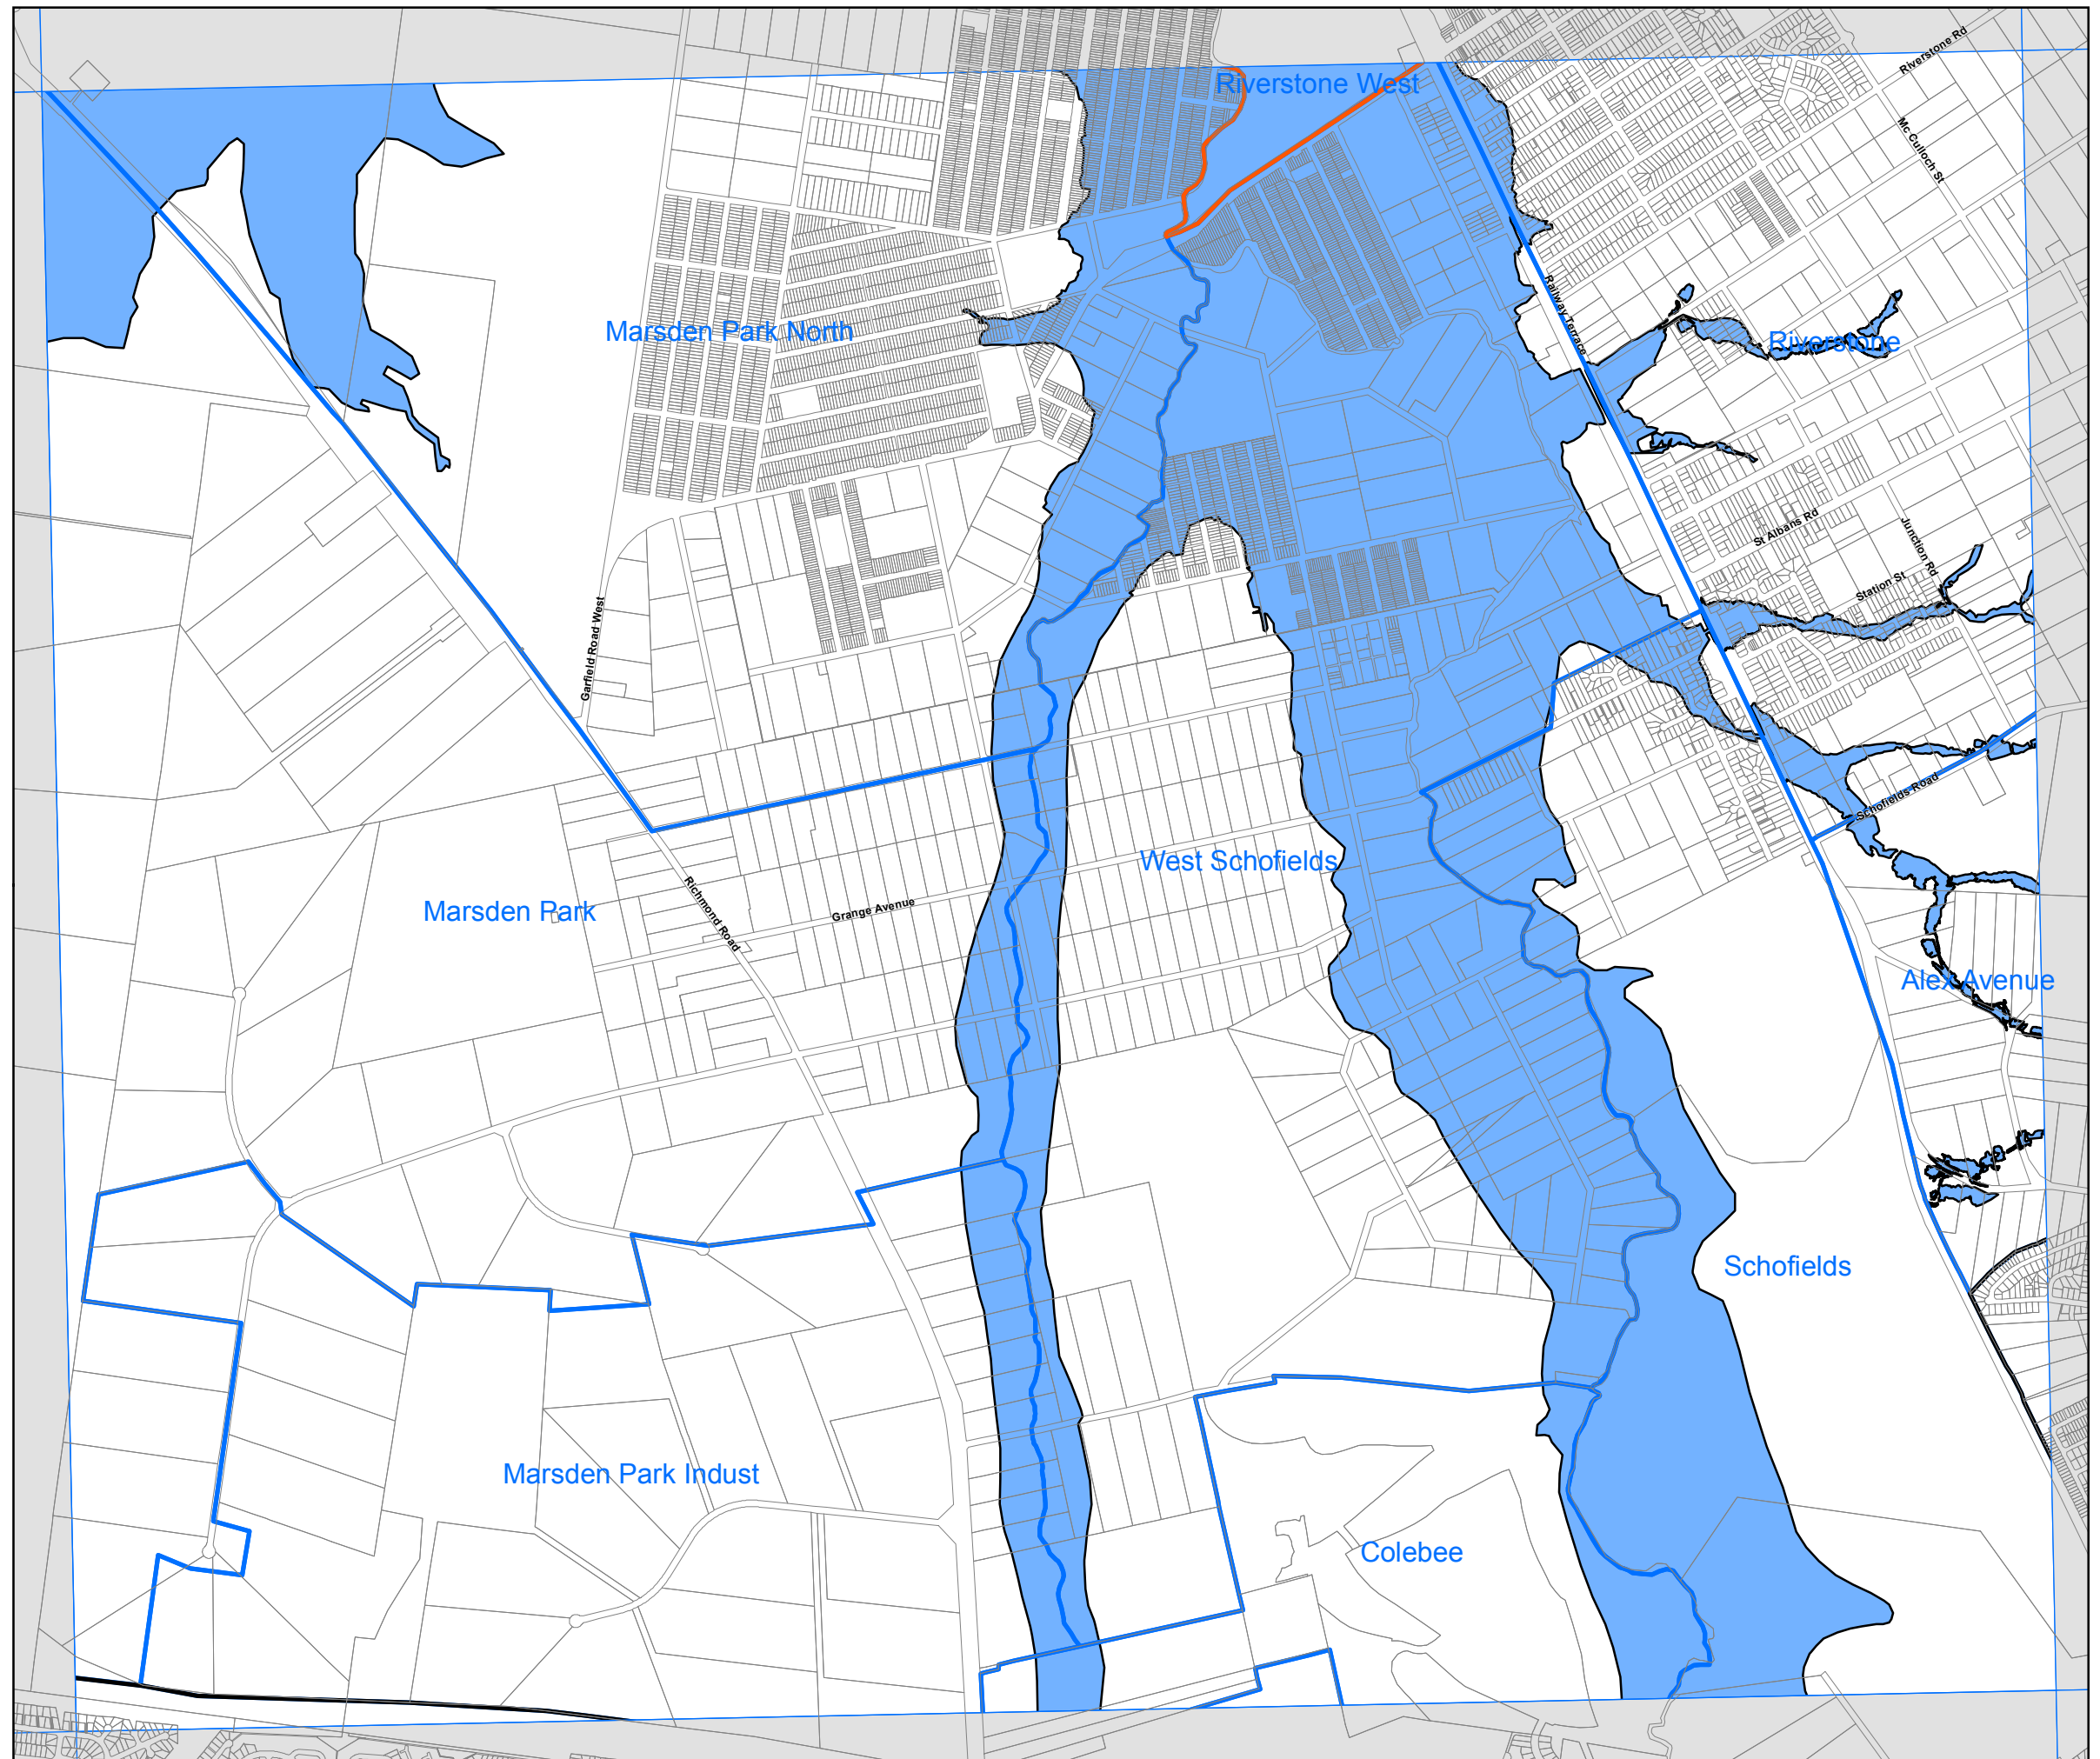 Riverstone Rd
Riverstone West
Mc Culloch St
Railway Terrace
Marsden Park North
Riverstone
St Albans Rd
Junction Rd
Station St
Garfield Road West
Schofields Road
West Schofields
Richmond Road
Grange Avenue
Marsden Park
Alex Avenue
Schofields
Marsden Park Indust
Colebee